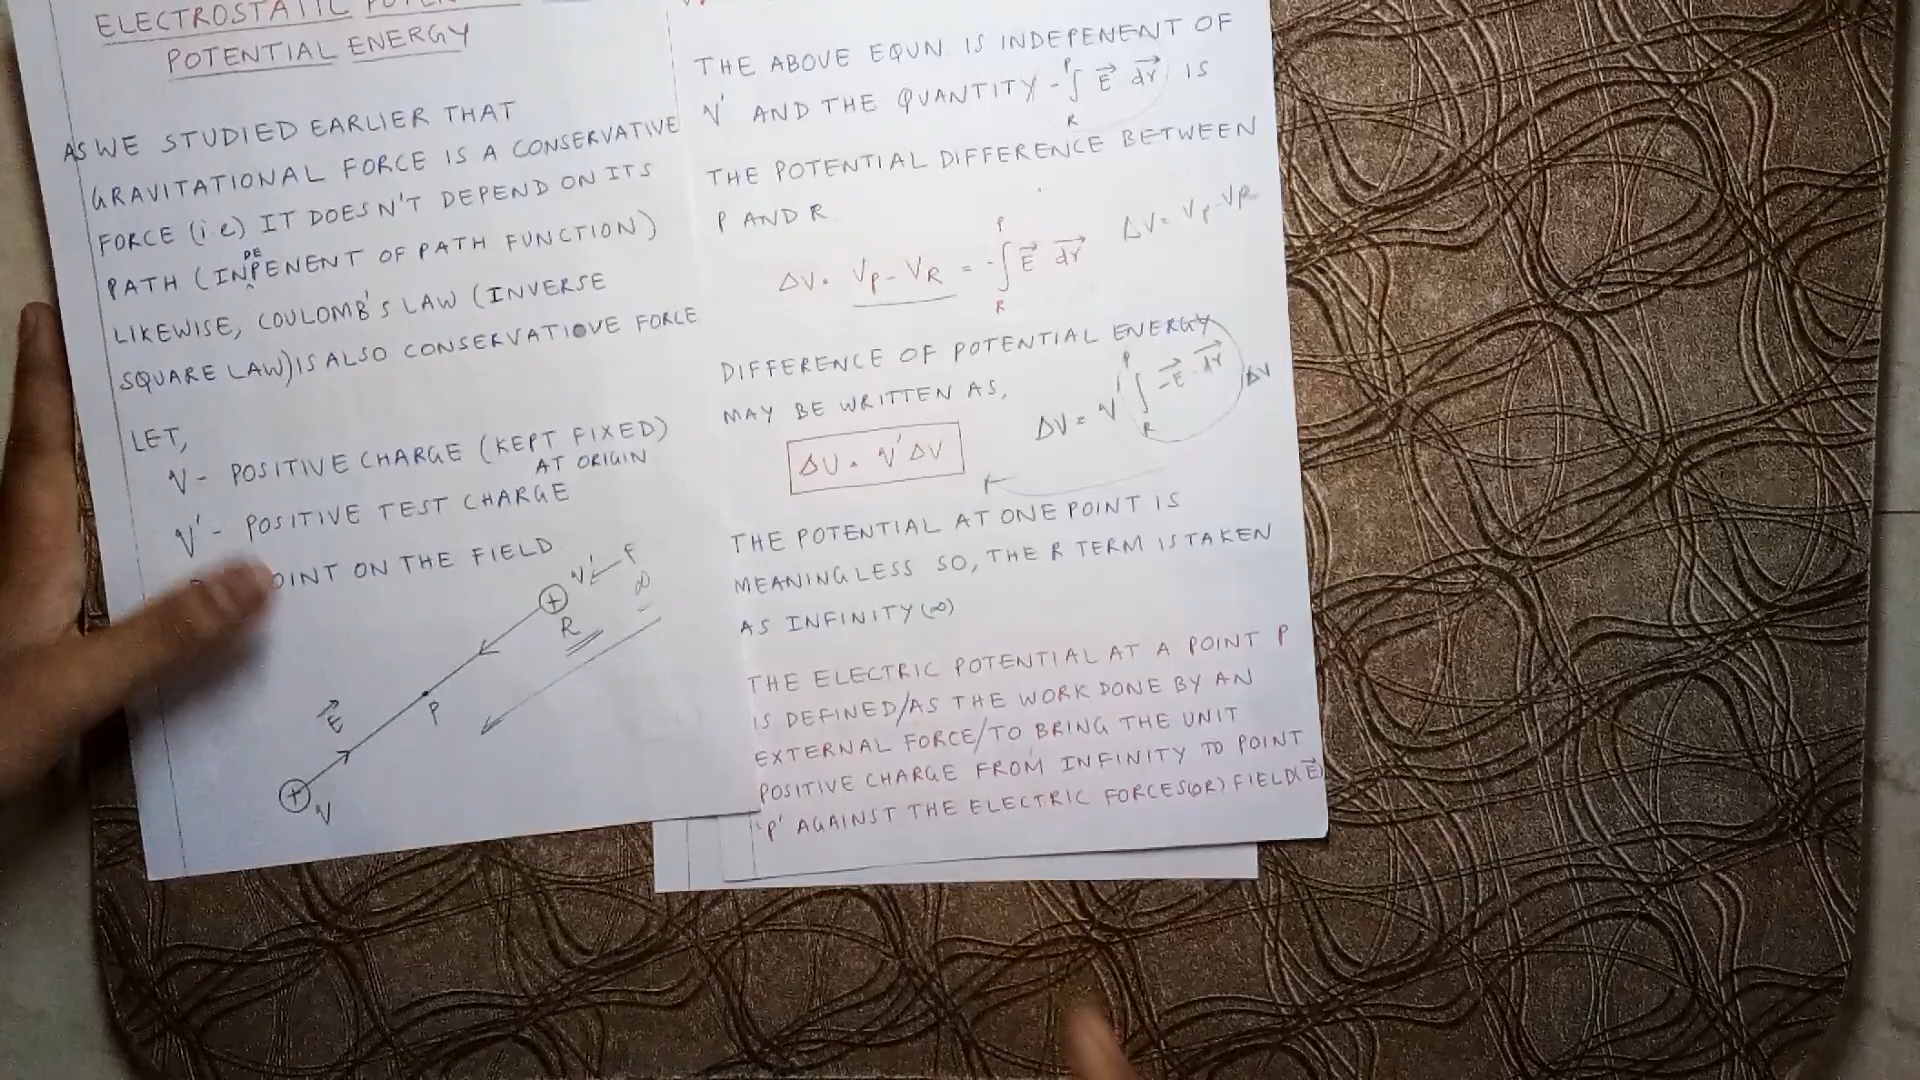 ELECTROSTATIC
POTENTIAL ENERGY
AS WE STUDIED EARLIER THAT
GRAVITATIONAL FORCE IS A CONSERVATIVE
FORCE (i.e) IT DOESN'T DEPEND ON ITS
PATH (INPENENT OF PATH FUNCTION)
DE
LIKEWISE, COULOMB'S LAW (INVERSE
SQUARE LAW) IS ALSO CONSERVATIOVE FORCE
LET,
q - POSITIVE CHARGE (KEPT FIXED)
AT ORIGIN
q' - POSITIVE TEST CHARGE
OINT ON THE FIELD
q' F
∞
R
P
E⃗
q
THE ABOVE EQUN IS INDEPENENT OF
q' AND THE QUANTITY -∫_R^P E⃗ dr⃗ IS
THE POTENTIAL DIFFERENCE BETWEEN
P AND R
ΔV = Vp - VR
ΔV = Vp - VR = -∫_R^P E⃗ dr⃗
DIFFERENCE OF POTENTIAL ENERGY
MAY BE WRITTEN AS,
ΔU = q' ∫_R^P -E⃗ · dr⃗ ΔV
ΔU = q' ΔV
THE POTENTIAL AT ONE POINT IS
MEANINGLESS SO, THE R TERM IS TAKEN
AS INFINITY (∞)
THE ELECTRIC POTENTIAL AT A POINT P
IS DEFINED/AS THE WORK DONE BY AN
EXTERNAL FORCE/TO BRING THE UNIT
POSITIVE CHARGE FROM INFINITY TO POINT
'P' AGAINST THE ELECTRIC FORCES(OR) FIELD(E⃗)